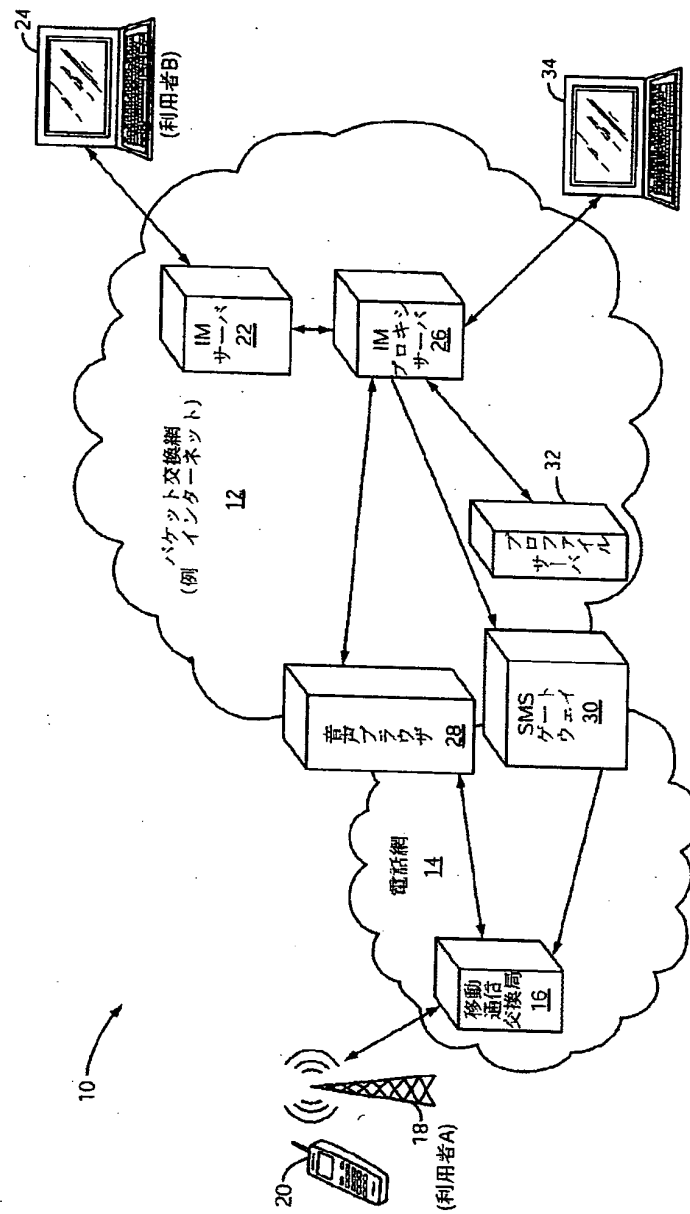 10
20
18
(利用者A)
移動
通信
交換局
16
電話網
14
音声ブラウザ
28
SMS
ゲート
ウェイ
30
パケット交換網
(例 インターネット)
12
プロファイル
サーバ
32
IM
サーバ
22
IM
プロキシ
サーバ
26
24
(利用者B)
34